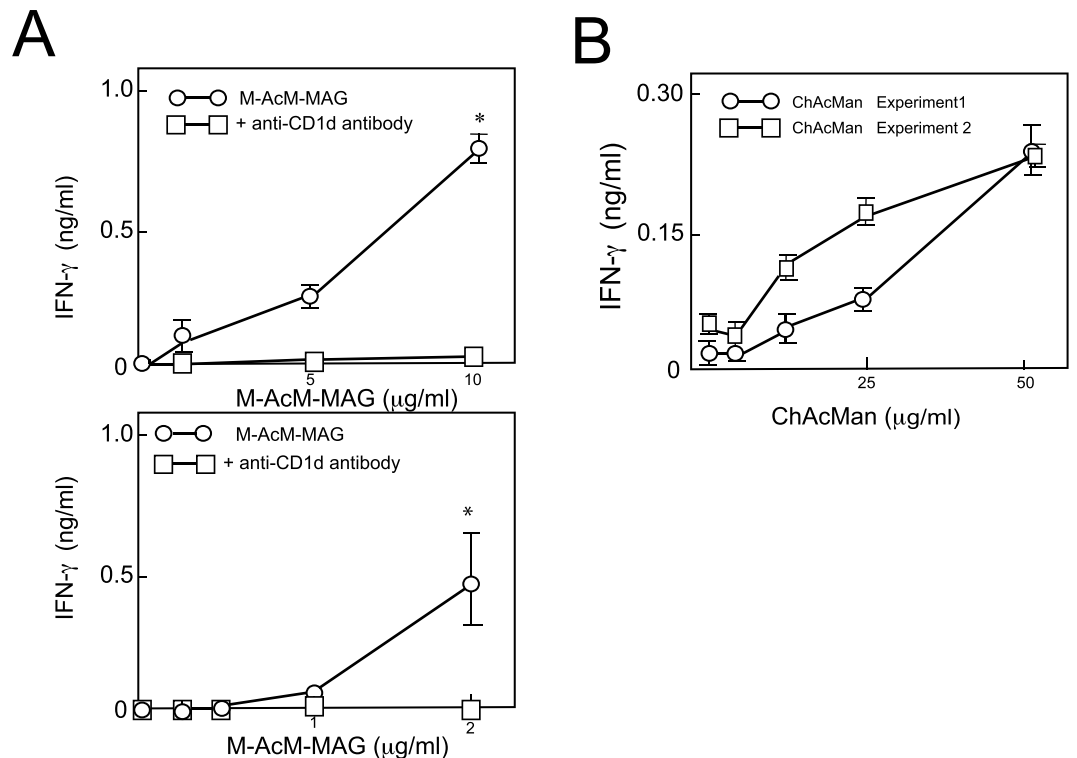 A
1.0
M-AcM-MAG
+ anti-CD1d antibody
*
0.5
IFN-γ (ng/ml)
0
5
10
M-AcM-MAG (μg/ml)
1.0
M-AcM-MAG
+ anti-CD1d antibody
*
0.5
IFN-γ (ng/ml)
0
1
2
M-AcM-MAG (μg/ml)
B
0.30
ChAcMan Experiment1
ChAcMan Experiment 2
0.15
IFN-γ (ng/ml)
0
25
50
ChAcMan (μg/ml)